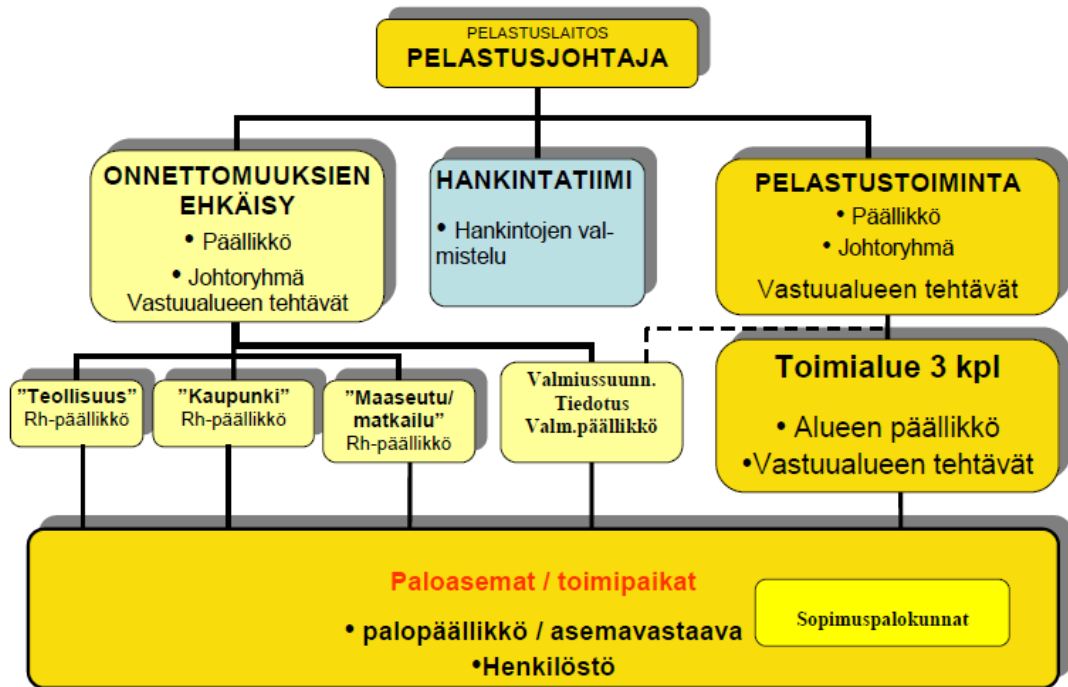 PELASTUSLAITOS
PELASTUSJOHTAJA
ONNETTOMUUKSIEN
EHKÄISY
• Päällikkö
• Johtoryhmä
Vastuualueen tehtävät
HANKINTATIIMI
• Hankintojen val-
mistelu
PELASTUSTOIMINTA
• Päällikkö
• Johtoryhmä
Vastuualueen tehtävät
"Teollisuus"
Rh-päällikkö
"Kaupunki"
Rh-päällikkö
"Maaseutu/
matkailu"
Rh-päällikkö
Valmiussuunn.
Tiedotus
Valm.päällikkö
Toimialue 3 kpl
• Alueen päällikkö
•Vastuualueen tehtävät
Paloasemat / toimipaikat
• palopäällikkö / asemavastaava
•Henkilöstö
Sopimuspalokunnat